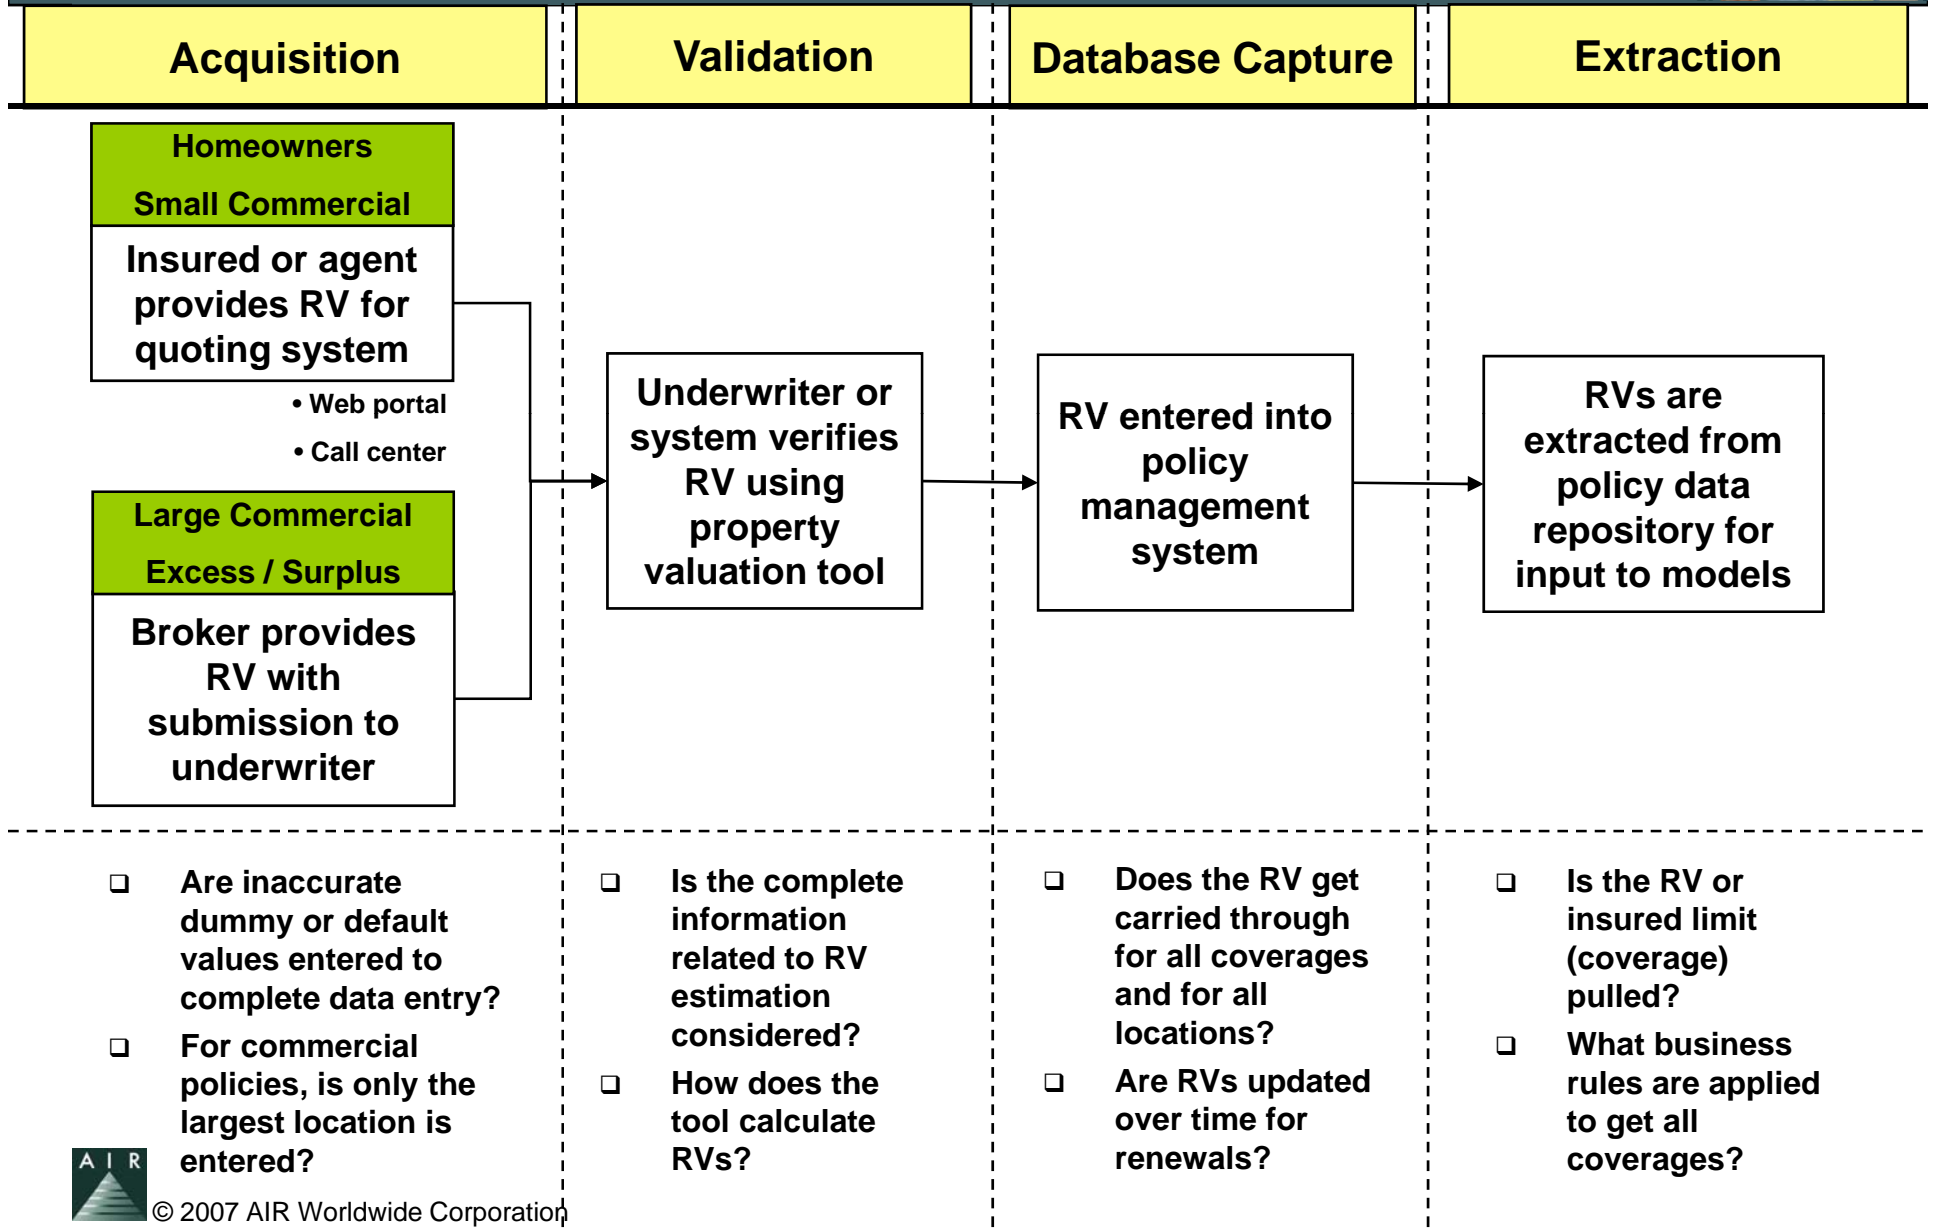 Acquisition
Validation
Database Capture
Extraction
Homeowners
Small Commercial
Insured or agent
provides RV for
quoting system
• Web portal
• Call center
Large Commercial
Excess / Surplus
Broker provides
RV with
submission to
underwriter
Underwriter or
system verifies
RV using
property
valuation tool
RV entered into
policy
management
system
RVs are
extracted from
policy data
repository for
input to models
❑ Are inaccurate
dummy or default
values entered to
complete data entry?
❑ For commercial
policies, is only the
largest location is
entered?
❑ Is the complete
information
related to RV
estimation
considered?
❑ How does the
tool calculate
RVs?
❑ Does the RV get
carried through
for all coverages
and for all
locations?
❑ Are RVs updated
over time for
renewals?
❑ Is the RV or
insured limit
(coverage)
pulled?
❑ What business
rules are applied
to get all
coverages?
AIR
© 2007 AIR Worldwide Corporation